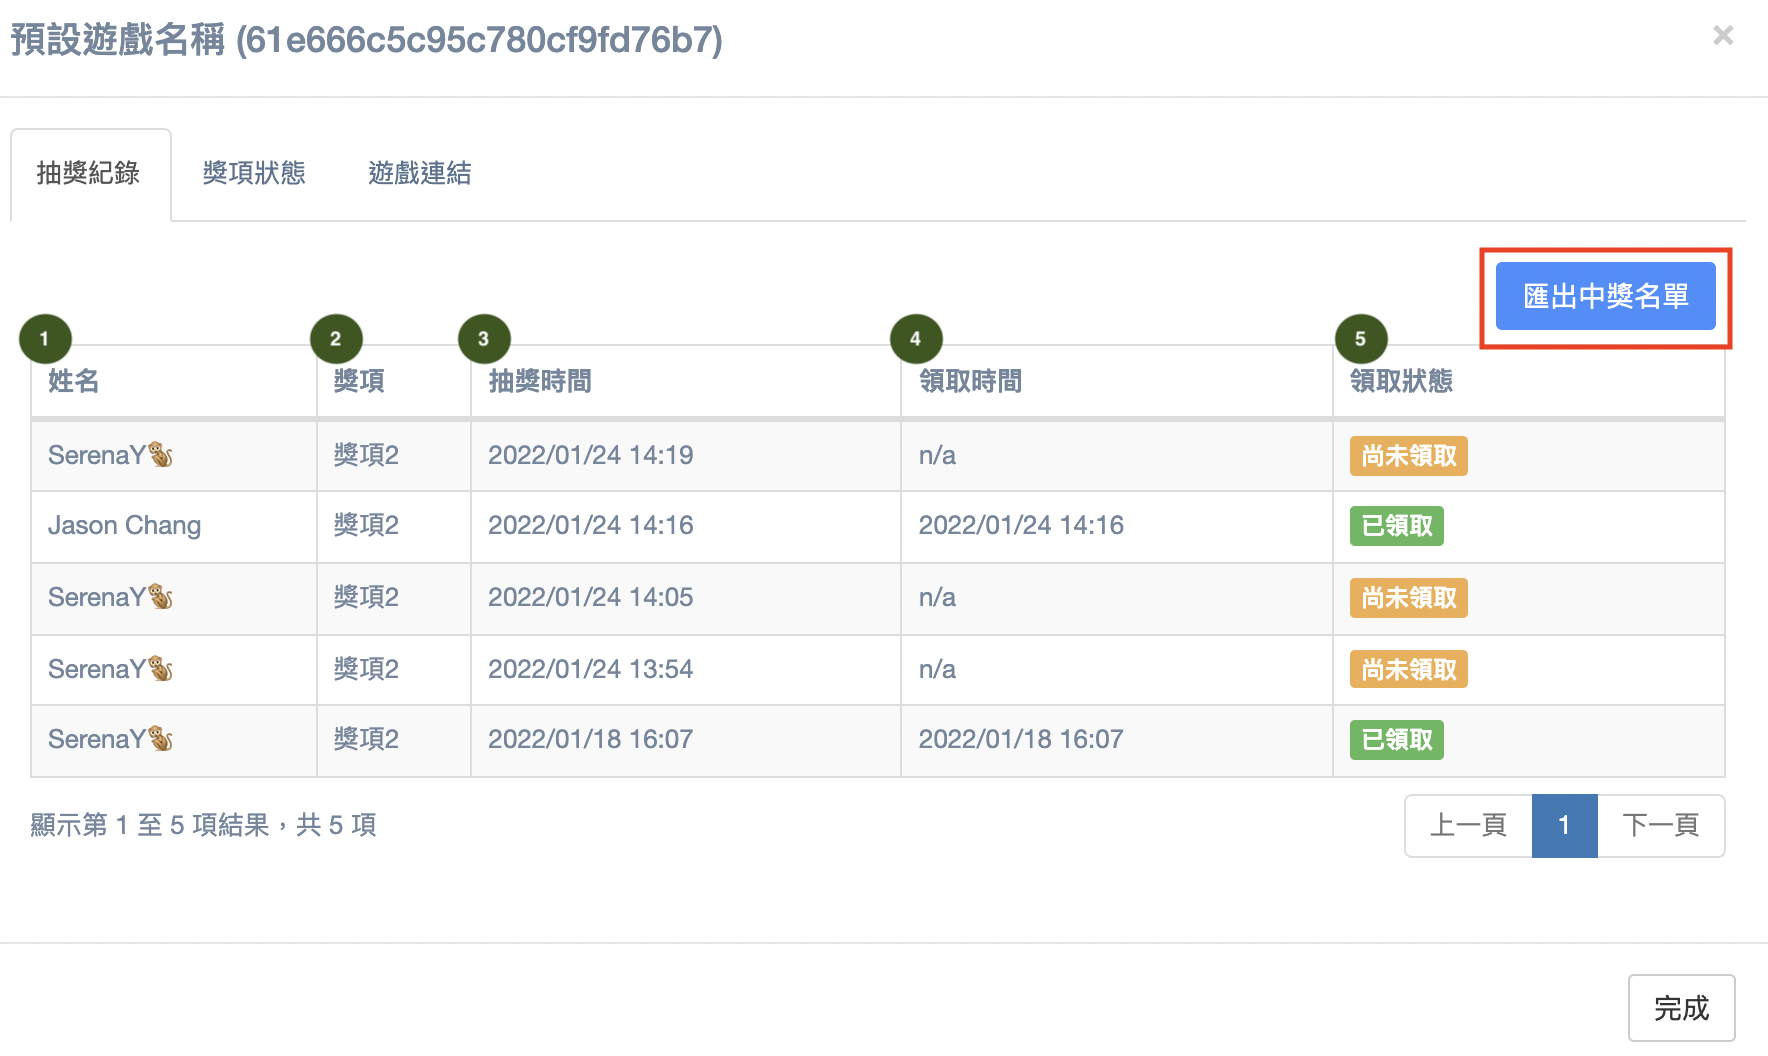 預設遊戲名稱 (61e666c5c95c780cf9fd76b7)
×
抽獎紀錄 獎項狀態 遊戲連結
匯出中獎名單
1 2 3 4 5
姓名 獎項 抽獎時間 領取時間 領取狀態
SerenaY🐒 獎項2 2022/01/24 14:19 n/a 尚未領取
Jason Chang 獎項2 2022/01/24 14:16 2022/01/24 14:16 已領取
SerenaY🐒 獎項2 2022/01/24 14:05 n/a 尚未領取
SerenaY🐒 獎項2 2022/01/24 13:54 n/a 尚未領取
SerenaY🐒 獎項2 2022/01/18 16:07 2022/01/18 16:07 已領取
顯示第 1 至 5 項結果，共 5 項
上一頁 1 下一頁
完成